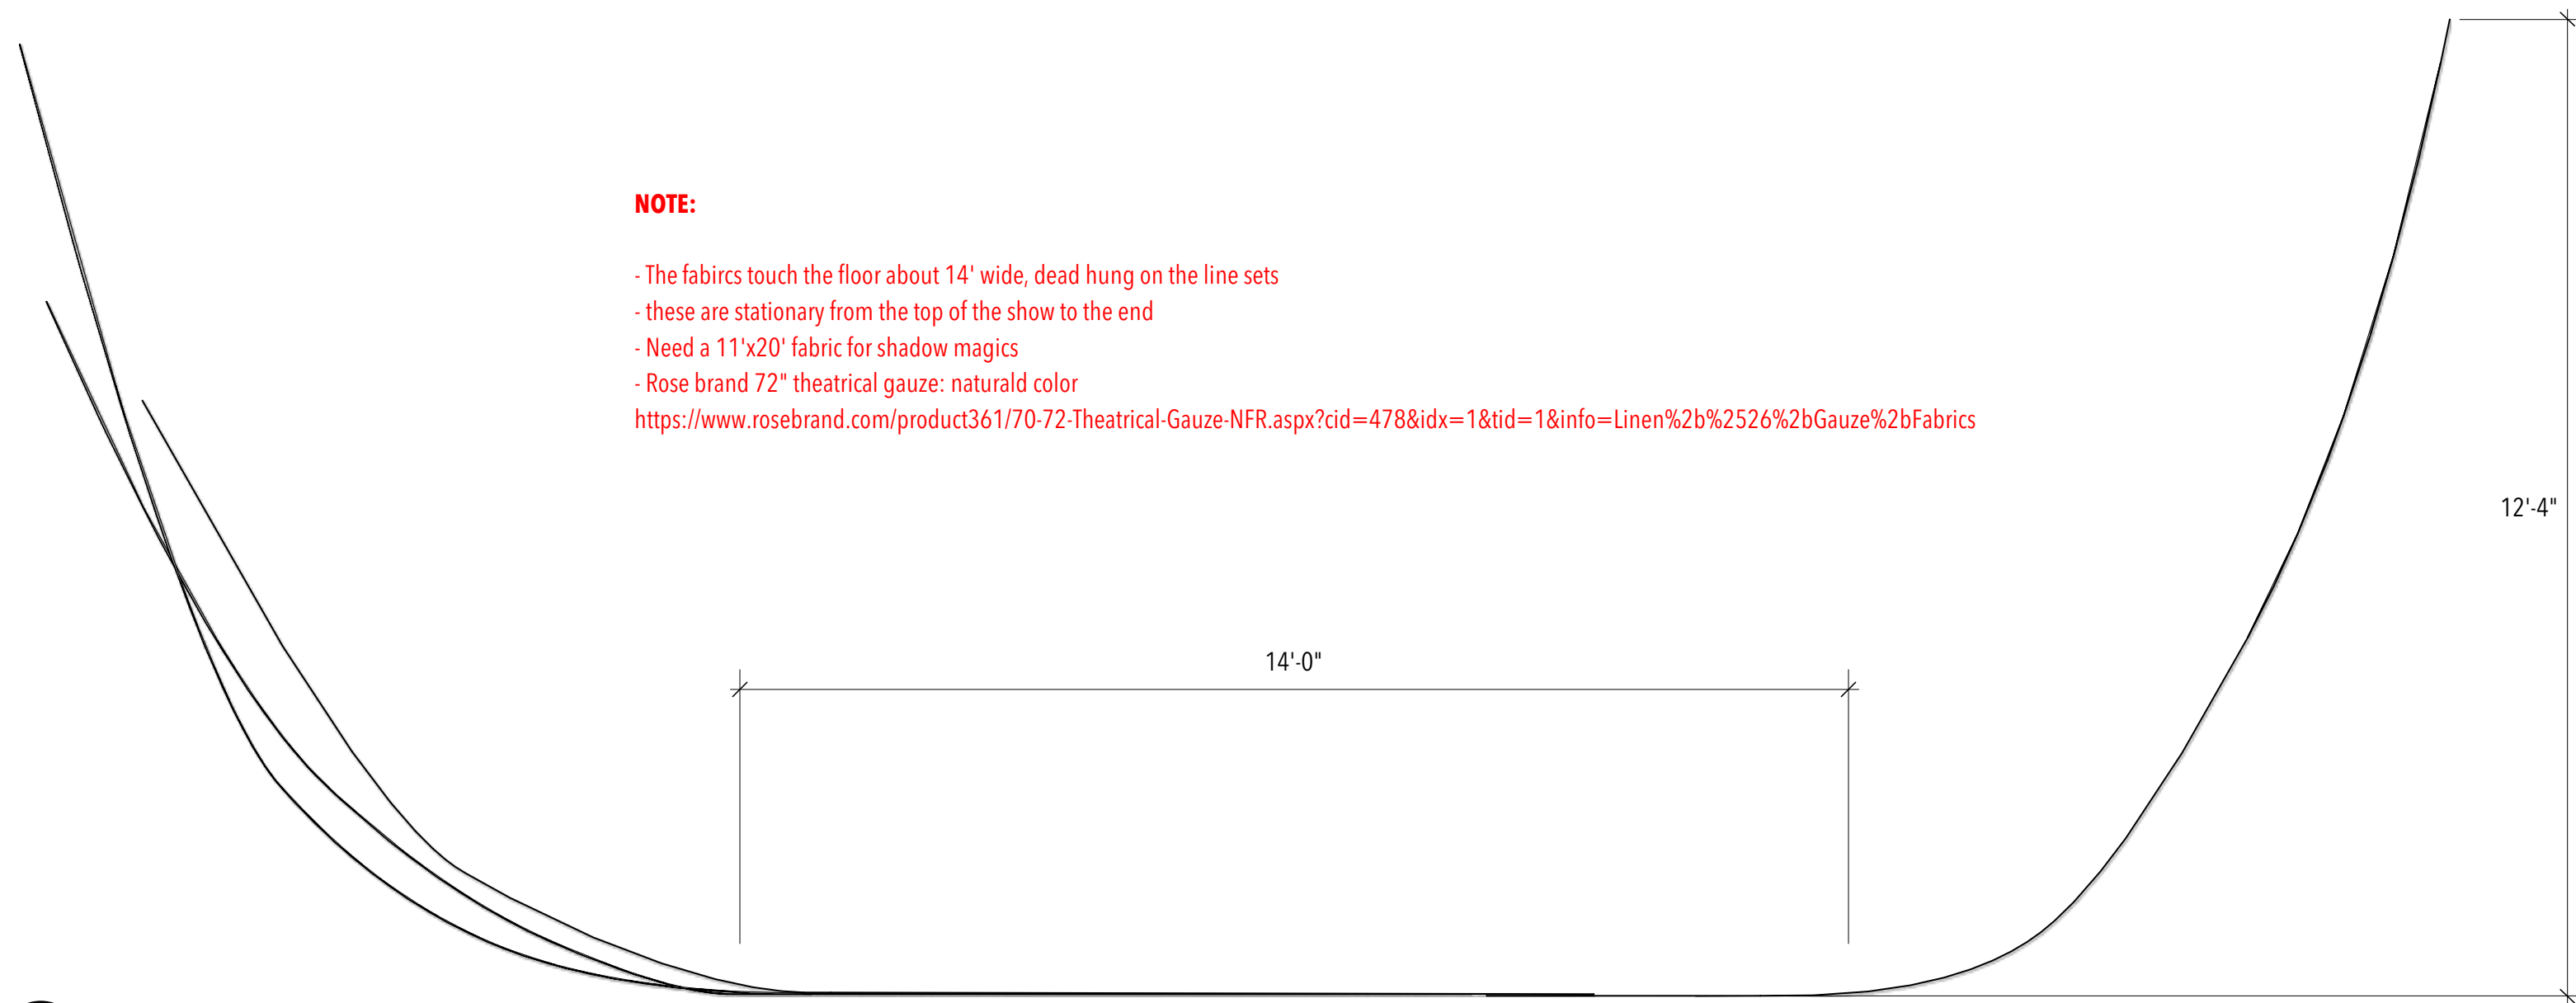 NOTE:
- The fabircs touch the floor about 14' wide, dead hung on the line sets
- these are stationary from the top of the show to the end
- Need a 11'x20' fabric for shadow magics
- Rose brand 72" theatrical gauze: naturald color
https://www.rosebrand.com/product361/70-72-Theatrical-Gauze-NFR.aspx?cid=478&idx=1&tid=1&info=Linen%2b%2526%2bGauze%2bFabrics
12'-4"
14'-0"